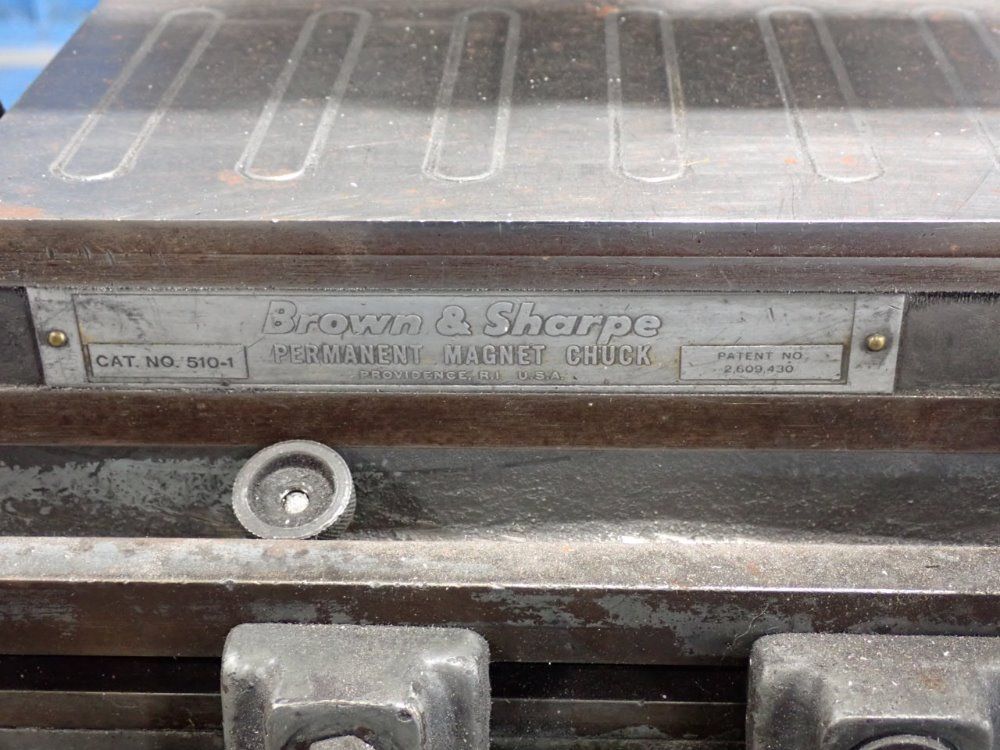 Brown & Sharpe
PERMANENT MAGNET CHUCK
PROVIDENCE, R.I. U.S.A.
CAT. NO. 510-1
PATENT NO.
2,609,430